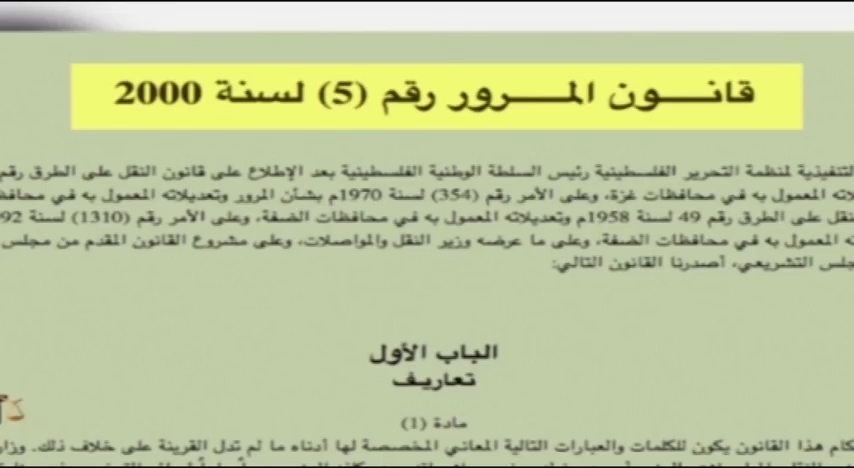 قانـــون المـــرور رقم (5) لسنة 2000
التنفيذية لمنظمة التحرير الفلسطينية رئيس السلطة الوطنية الفلسطينية بعد الإطلاع على قانون النقل على الطرق رقم
لاته المعمول به في محافظات غزة، وعلى الأمر رقم (354) لسنة 1970م بشأن المرور وتعديلاته المعمول به في محافظ
نقل على الطرق رقم 49 لسنة 1958م وتعديلاته المعمول به في محافظات الضفة، وعلى الأمر رقم (1310) لسنة 92
ته المعمول به في محافظات الضفة، وعلى ما عرضه وزير النقل والمواصلات، وعلى مشروع القانون المقدم من مجلس
جلس التشريعي، أصدرنا القانون التالي:
الباب الأول
تعاريف
مادة (1)
كام هذا القانون يكون للكلمات والعبارات التالية المعاني المخصصة لها أدناه ما لم تدل القرينة على خلاف ذلك. وزار